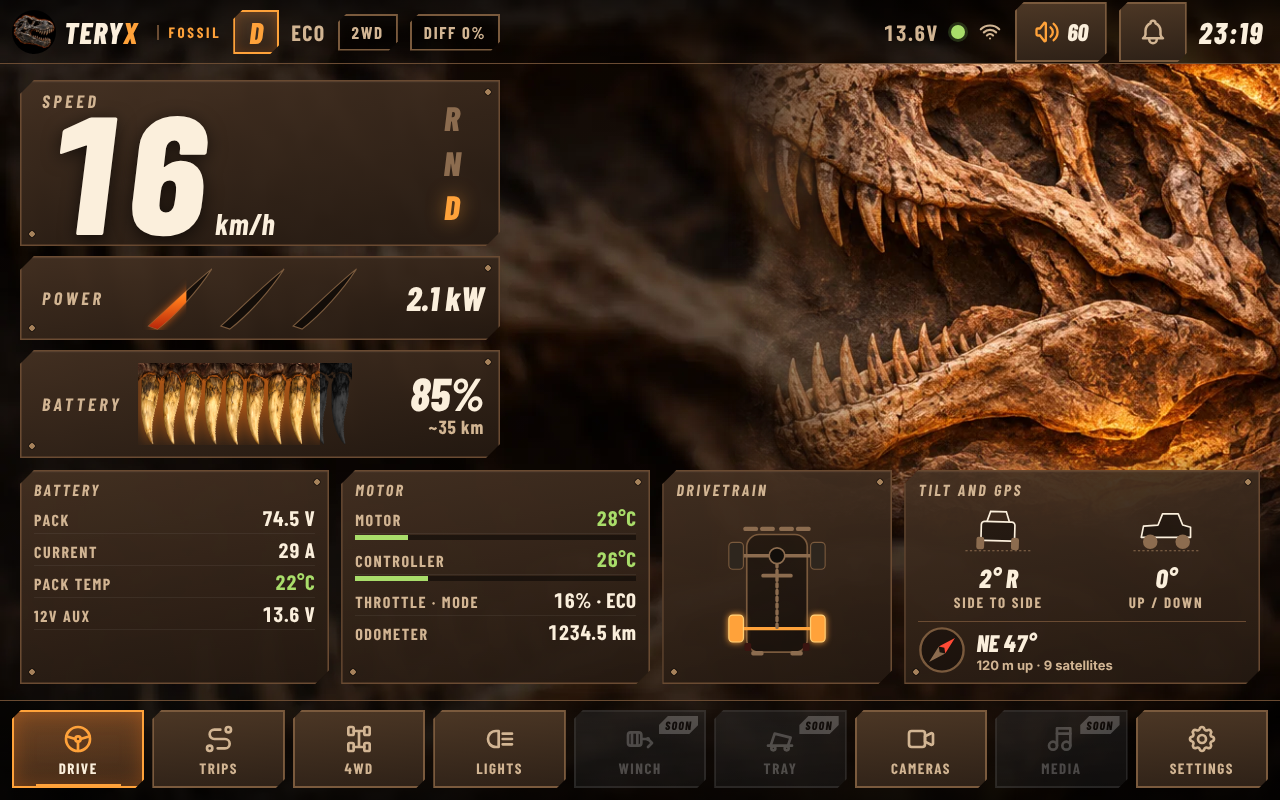 TERYX | FOSSIL D ECO 2WD DIFF 0% 13.6V 60 23:19
SPEED
16 km/h
R
N
D
POWER 2.1 kW
BATTERY 85%
~35 km
BATTERY
PACK 74.5 V
CURRENT 29 A
PACK TEMP 22°C
12V AUX 13.6 V
MOTOR
MOTOR 28°C
CONTROLLER 26°C
THROTTLE · MODE 16% · ECO
ODOMETER 1234.5 km
DRIVETRAIN
TILT AND GPS
2° R 0°
SIDE TO SIDE UP / DOWN
NE 47°
120 m up · 9 satellites
DRIVE
TRIPS
4WD
LIGHTS
SOON
WINCH
SOON
TRAY
CAMERAS
SOON
MEDIA
SETTINGS